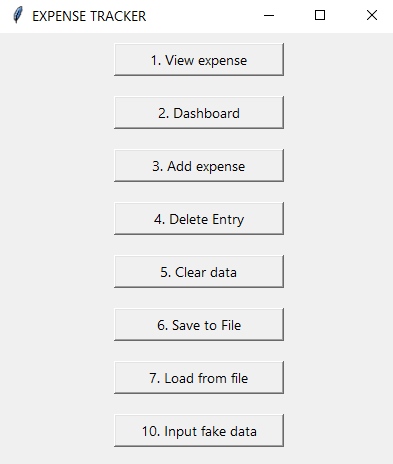 EXPENSE TRACKER
1. View expense
2. Dashboard
3. Add expense
4. Delete Entry
5. Clear data
6. Save to File
7. Load from file
10. Input fake data